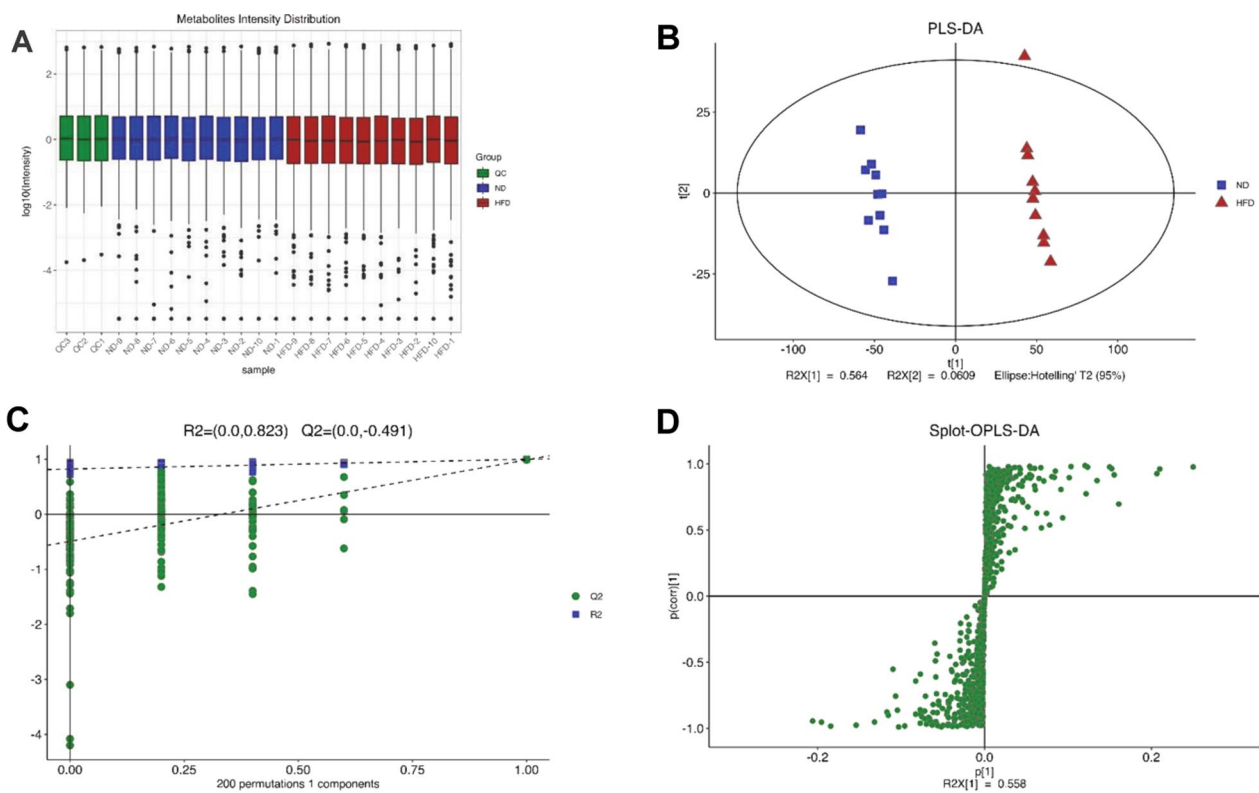 A
Metabolites Intensity Distribution
log10(Intensity)
2
0
-2
-4
QC3 QC2 QC1 ND-9 ND-8 ND-7 ND-6 ND-5 ND-4 ND-3 ND-2 ND-10 ND-1 HFD-9 HFD-8 HFD-7 HFD-6 HFD-5 HFD-4 HFD-3 HFD-2 HFD-10 HFD-1
sample
Group
QC
ND
HFD
B
PLS-DA
t[2]
25
0
-25
-100 -50 0 50 100
t[1]
R2X[1] = 0.564 R2X[2] = 0.0609 Ellipse:Hotelling' T2 (95%)
ND
HFD
C
R2=(0.0,0.823) Q2=(0.0,-0.491)
1
0
-1
-2
-3
-4
0.00 0.25 0.50 0.75 1.00
200 permutations 1 components
Q2
R2
D
Splot-OPLS-DA
p(corr)[1]
1.0
0.5
0.0
-0.5
-1.0
-0.2 0.0 0.2
p[1]
R2X[1] = 0.558